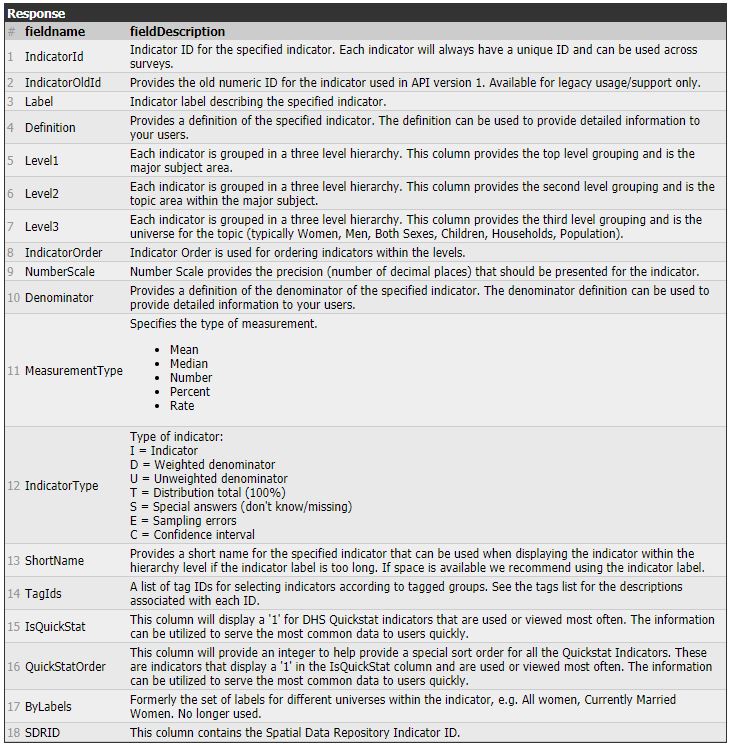 Response
# fieldname fieldDescription
1 IndicatorId Indicator ID for the specified indicator. Each indicator will always have a unique ID and can be used across
surveys.
2 IndicatorOldId Provides the old numeric ID for the indicator used in API version 1. Available for legacy usage/support only.
3 Label Indicator label describing the specified indicator.
4 Definition Provides a definition of the specified indicator. The definition can be used to provide detailed information to
your users.
5 Level1 Each indicator is grouped in a three level hierarchy. This column provides the top level grouping and is the
major subject area.
6 Level2 Each indicator is grouped in a three level hierarchy. This column provides the second level grouping and is the
topic area within the major subject.
7 Level3 Each indicator is grouped in a three level hierarchy. This column provides the third level grouping and is the
universe for the topic (typically Women, Men, Both Sexes, Children, Households, Population).
8 IndicatorOrder Indicator Order is used for ordering indicators within the levels.
9 NumberScale Number Scale provides the precision (number of decimal places) that should be presented for the indicator.
10 Denominator Provides a definition of the denominator of the specified indicator. The denominator definition can be used to
provide detailed information to your users.
11 MeasurementType Specifies the type of measurement.
• Mean
• Median
• Number
• Percent
• Rate
12 IndicatorType Type of indicator:
I = Indicator
D = Weighted denominator
U = Unweighted denominator
T = Distribution total (100%)
S = Special answers (don't know/missing)
E = Sampling errors
C = Confidence interval
13 ShortName Provides a short name for the specified indicator that can be used when displaying the indicator within the
hierarchy level if the indicator label is too long. If space is available we recommend using the indicator label.
14 TagIds A list of tag IDs for selecting indicators according to tagged groups. See the tags list for the descriptions
associated with each ID.
15 IsQuickStat This column will display a '1' for DHS Quickstat indicators that are used or viewed most often. The information
can be utilized to serve the most common data to users quickly.
16 QuickStatOrder This column will provide an integer to help provide a special sort order for all the Quickstat Indicators. These
are indicators that display a '1' in the IsQuickStat column and are used or viewed most often. The information
can be utilized to serve the most common data to users quickly.
17 ByLabels Formerly the set of labels for different universes within the indicator, e.g. All women, Currently Married
Women. No longer used.
18 SDRID This column contains the Spatial Data Repository Indicator ID.